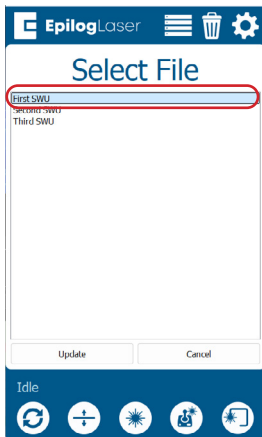 EpilogLaser
Select File
First SWU
Second SWU
Third SWU
Update Cancel
Idle